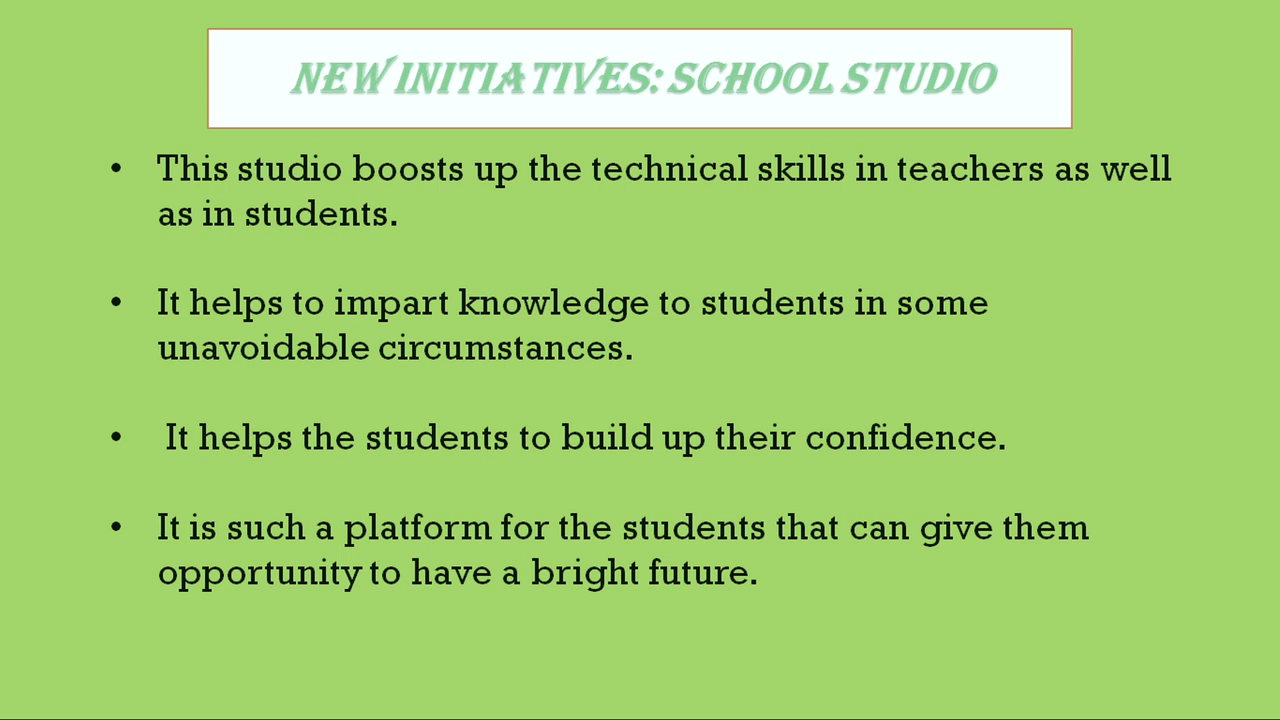 NEW INITIATIVES: SCHOOL STUDIO
• This studio boosts up the technical skills in teachers as well
as in students.
• It helps to impart knowledge to students in some
unavoidable circumstances.
• It helps the students to build up their confidence.
• It is such a platform for the students that can give them
opportunity to have a bright future.